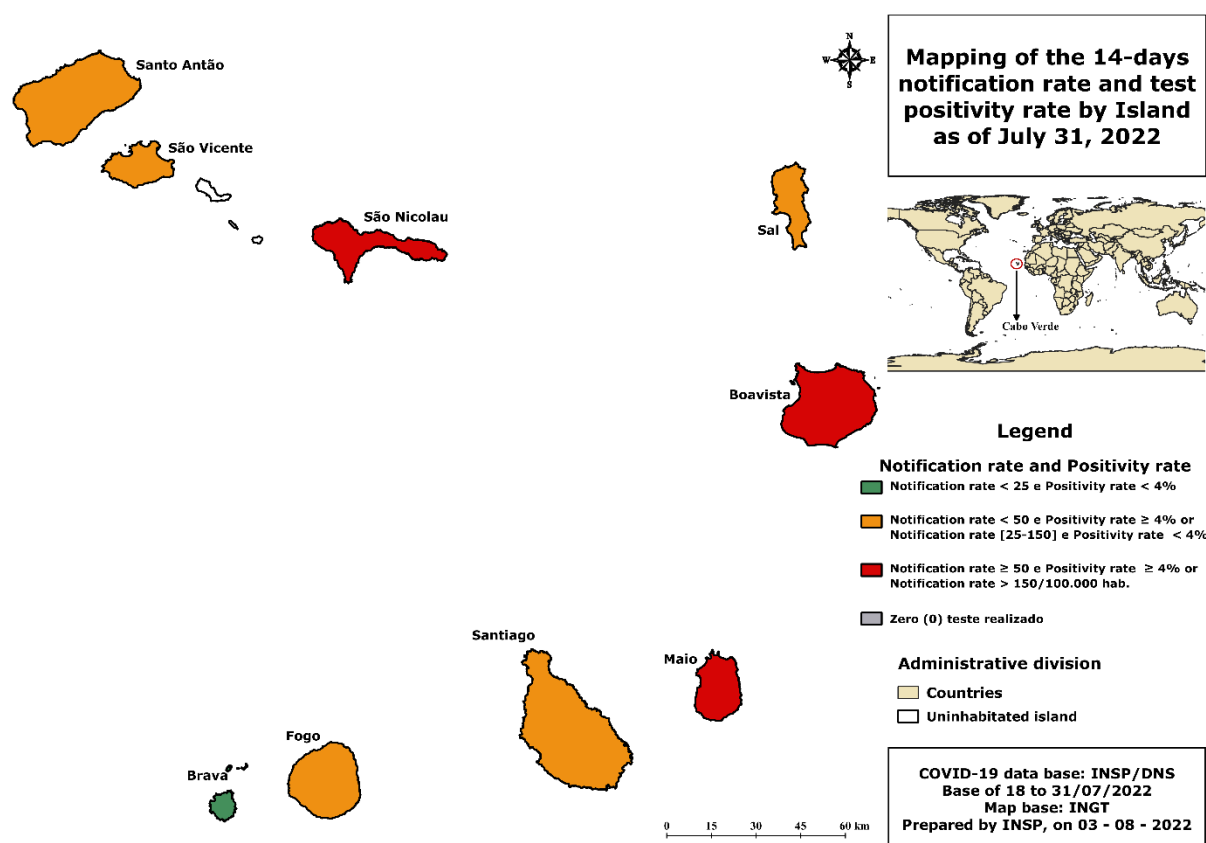 Mapping of the 14-days
notification rate and test
positivity rate by Island
as of July 31, 2022
N
W
E
S
Santo Antão
São Vicente
São Nicolau
Sal
Boavista
Cabo Verde
Legend
Notification rate and Positivity rate
Notification rate < 25 e Positivity rate < 4%
Notification rate < 50 e Positivity rate ≥ 4% or
Notification rate [25-150] e Positivity rate < 4%
Notification rate ≥ 50 e Positivity rate ≥ 4% or
Notification rate > 150/100.000 hab.
Zero (0) teste realizado
Administrative division
Countries
Uninhabitated island
Santiago
Maio
Fogo
Brava
0 15 30 45 60 km
COVID-19 data base: INSP/DNS
Base of 18 to 31/07/2022
Map base: INGT
Prepared by INSP, on 03 - 08 - 2022